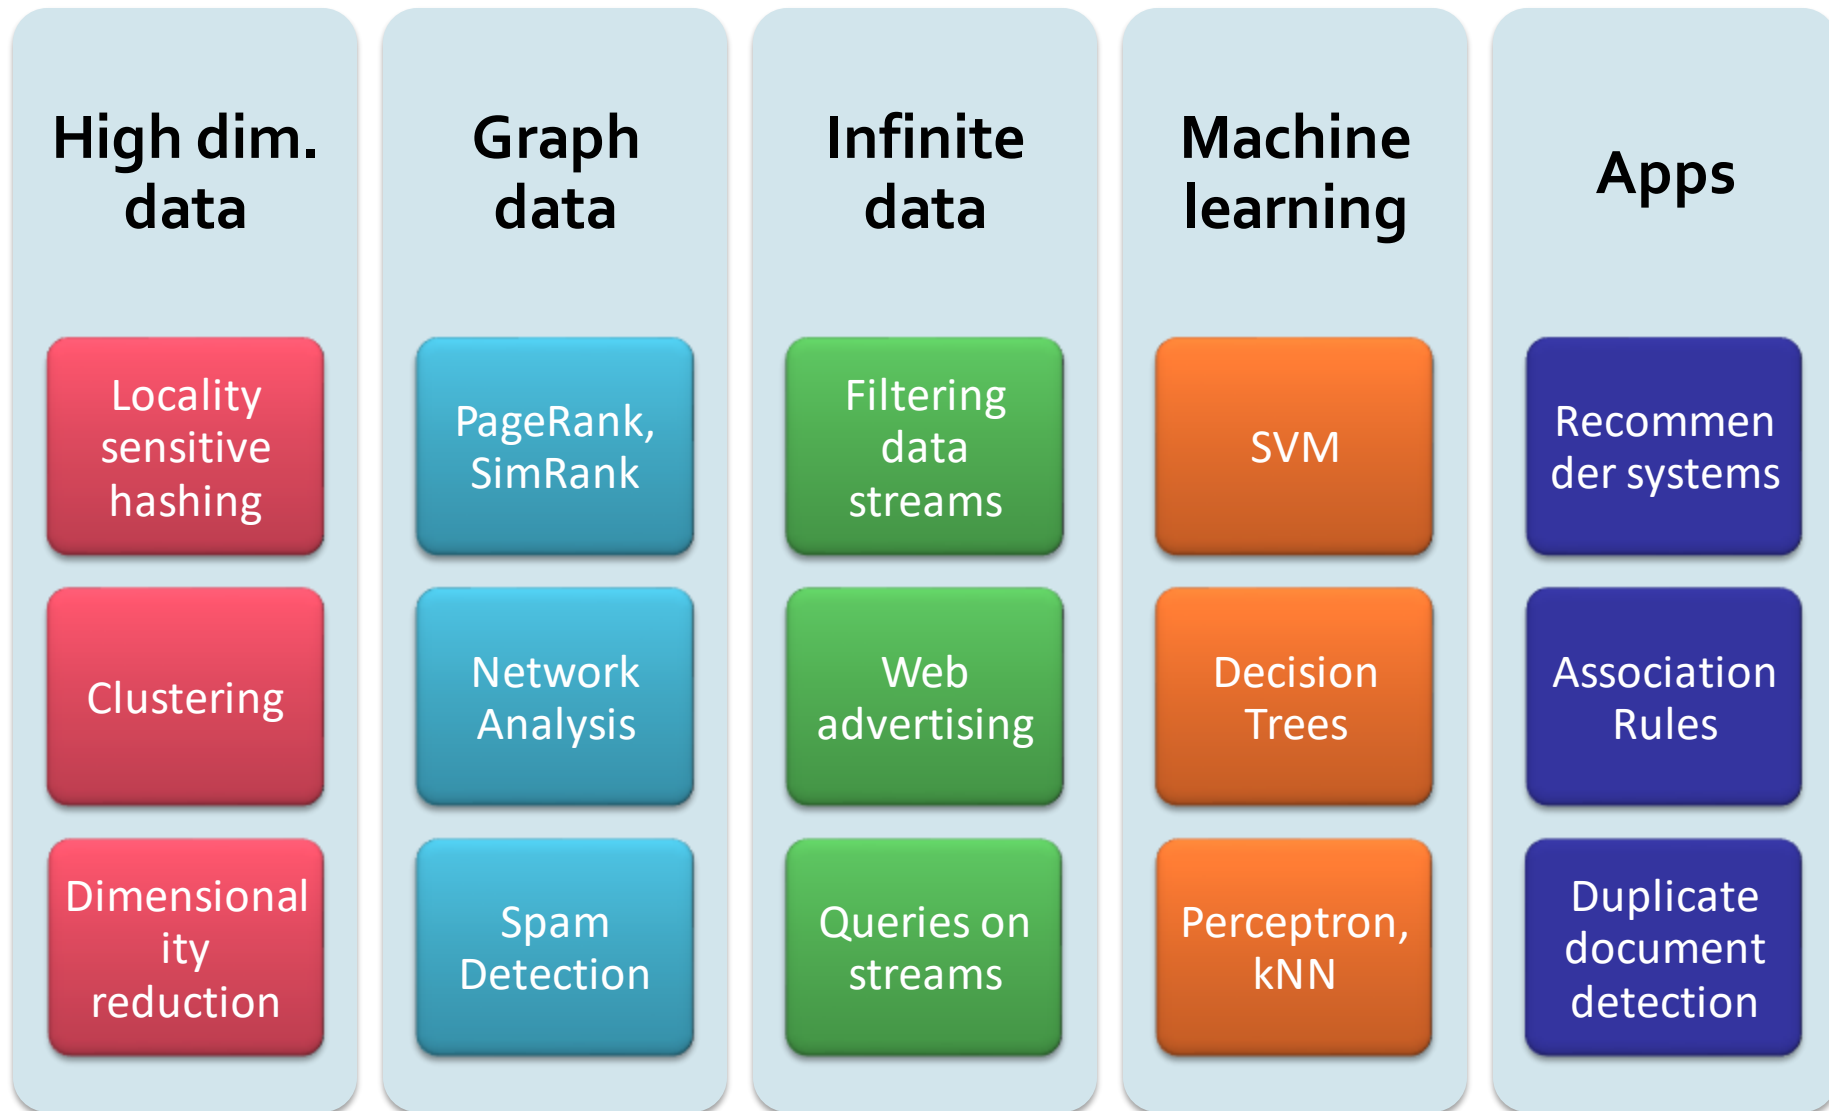 High dim.
data
Locality
sensitive
hashing
Clustering
Dimensional
ity
reduction
Graph
data
PageRank,
SimRank
Network
Analysis
Spam
Detection
Infinite
data
Filtering
data
streams
Web
advertising
Queries on
streams
Machine
learning
SVM
Decision
Trees
Perceptron,
kNN
Apps
Recommen
der systems
Association
Rules
Duplicate
document
detection